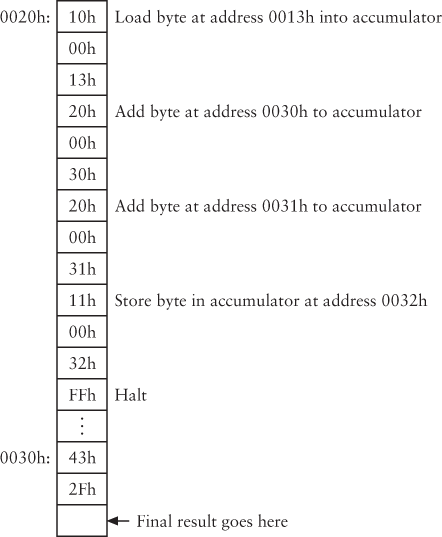 0020h: 10h Load byte at address 0013h into accumulator
00h
13h
20h Add byte at address 0030h to accumulator
00h
30h
20h Add byte at address 0031h to accumulator
00h
31h
11h Store byte in accumulator at address 0032h
00h
32h
FFh Halt
⋮
0030h: 43h
2Fh
Final result goes here